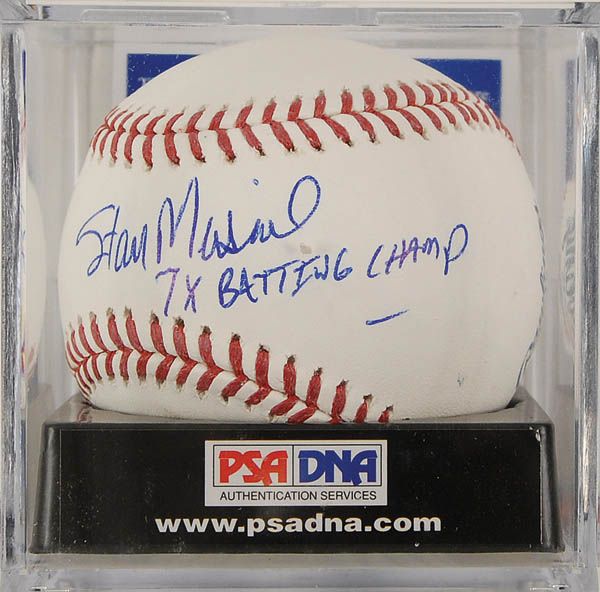 Stan Musial
7X BATTING CHAMP
PSA DNA
AUTHENTICATION SERVICES
www.psadna.com